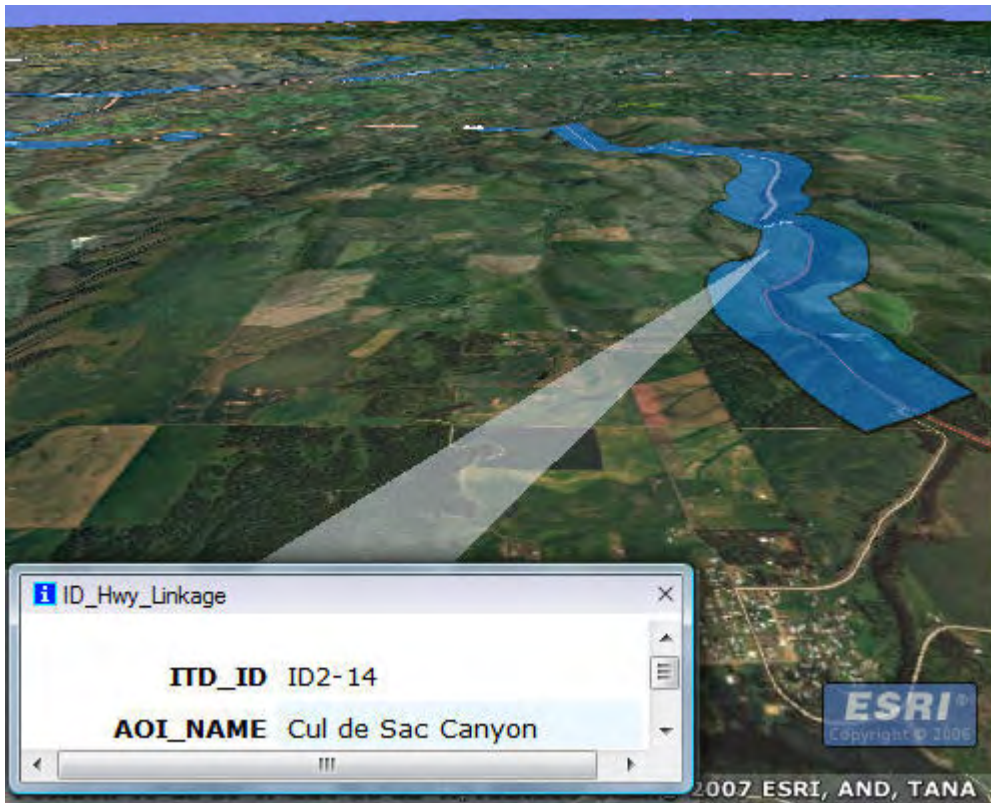 ID_Hwy_Linkage
ITD_ID ID2-14
AOI_NAME Cul de Sac Canyon
ESRI®
Copyright © 2006
2007 ESRI, AND, TANA